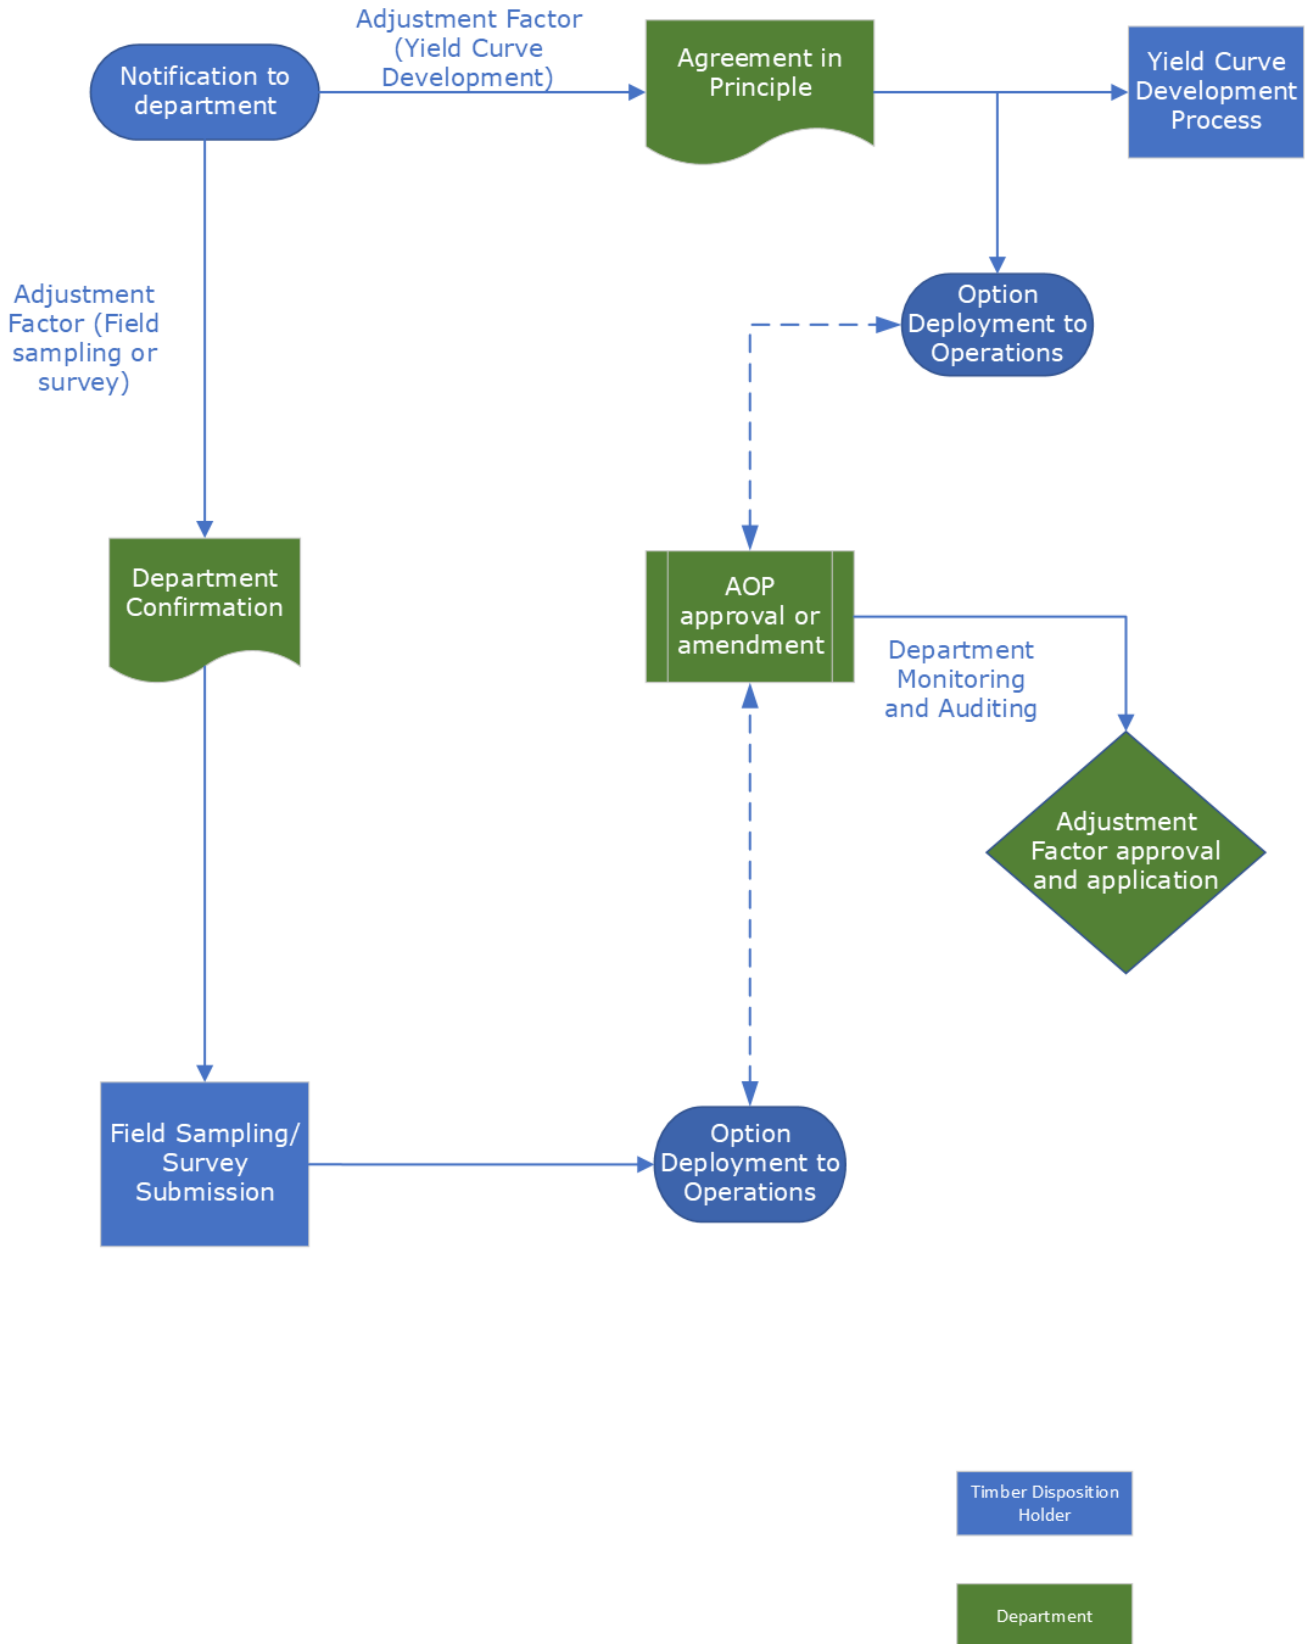 Notification to
department
Adjustment Factor
(Yield Curve
Development)
Agreement in
Principle
Yield Curve
Development
Process
Option
Deployment to
Operations
Adjustment
Factor (Field
sampling or
survey)
Department
Confirmation
AOP
approval or
amendment
Department
Monitoring
and Auditing
Adjustment
Factor approval
and application
Field Sampling/
Survey
Submission
Option
Deployment to
Operations
Timber Disposition
Holder
Department